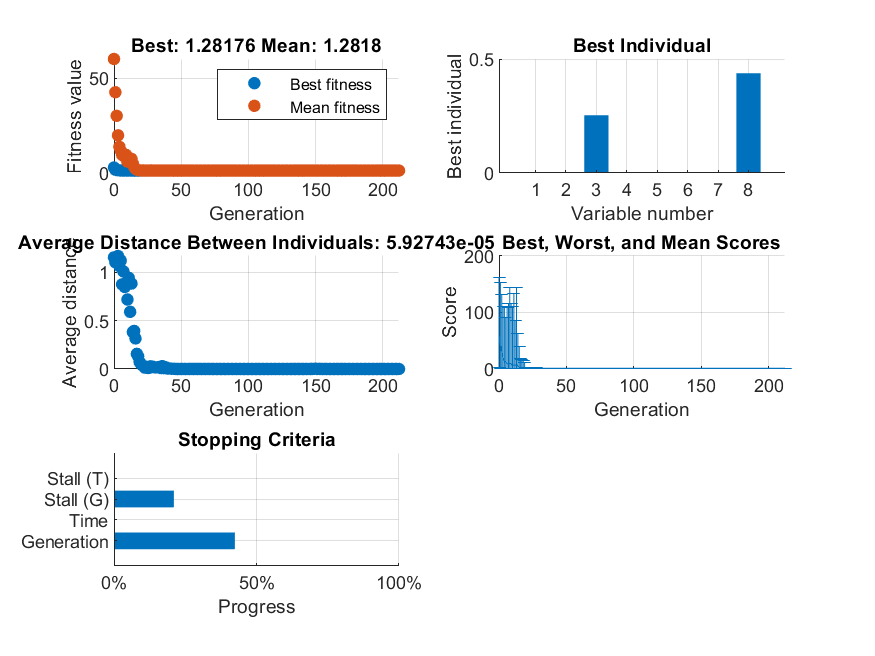 Best: 1.28176 Mean: 1.2818
Fitness value
50
0
Best fitness
Mean fitness
0 50 100 150 200
Generation
Best Individual
Best individual
0.5
0
1 2 3 4 5 6 7 8
Variable number
Average Distance Between Individuals: 5.92743e-05
Average distance
1
0.5
0
0 50 100 150 200
Generation
Best, Worst, and Mean Scores
Score
200
100
0
0 50 100 150 200
Generation
Stopping Criteria
Stall (T)
Stall (G)
Time
Generation
0% 50% 100%
Progress